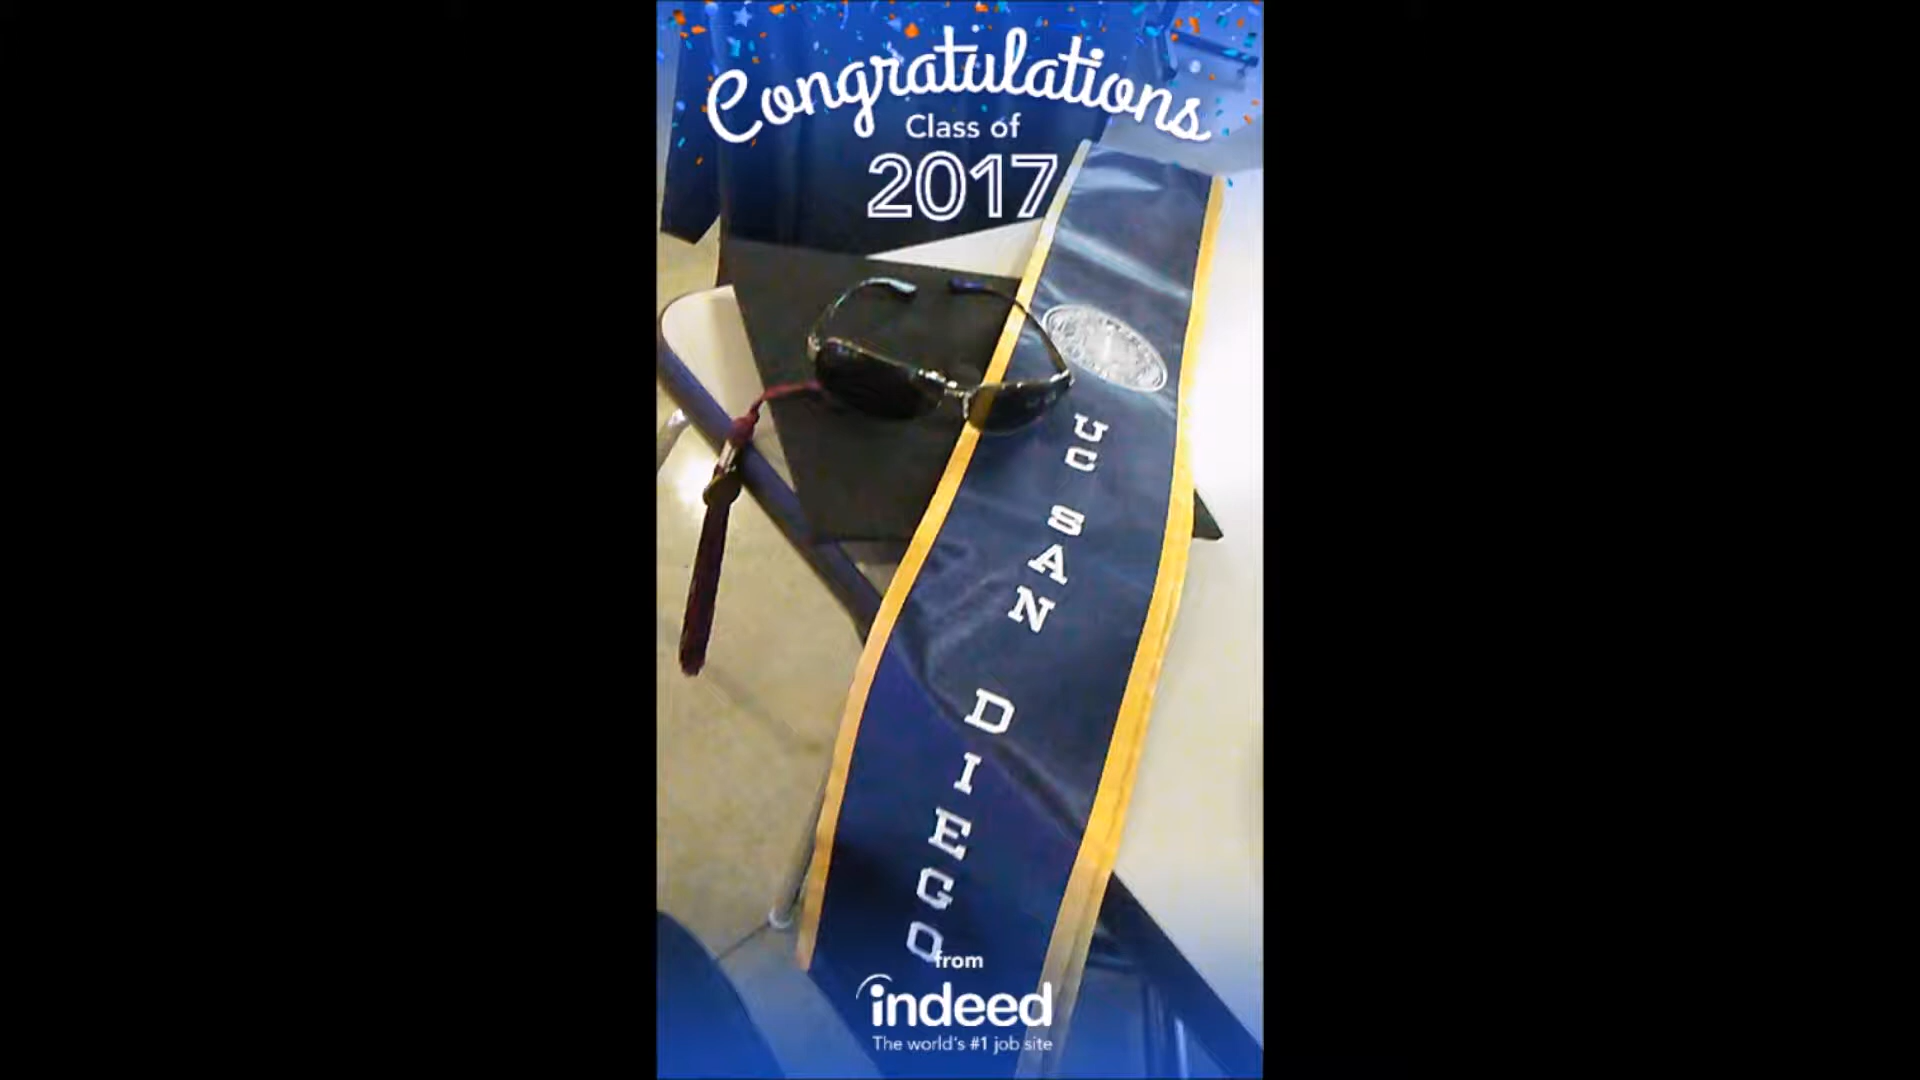 Congratulations
Class of
2017
UC SAN DIEGO
from
indeed
The world's #1 job site